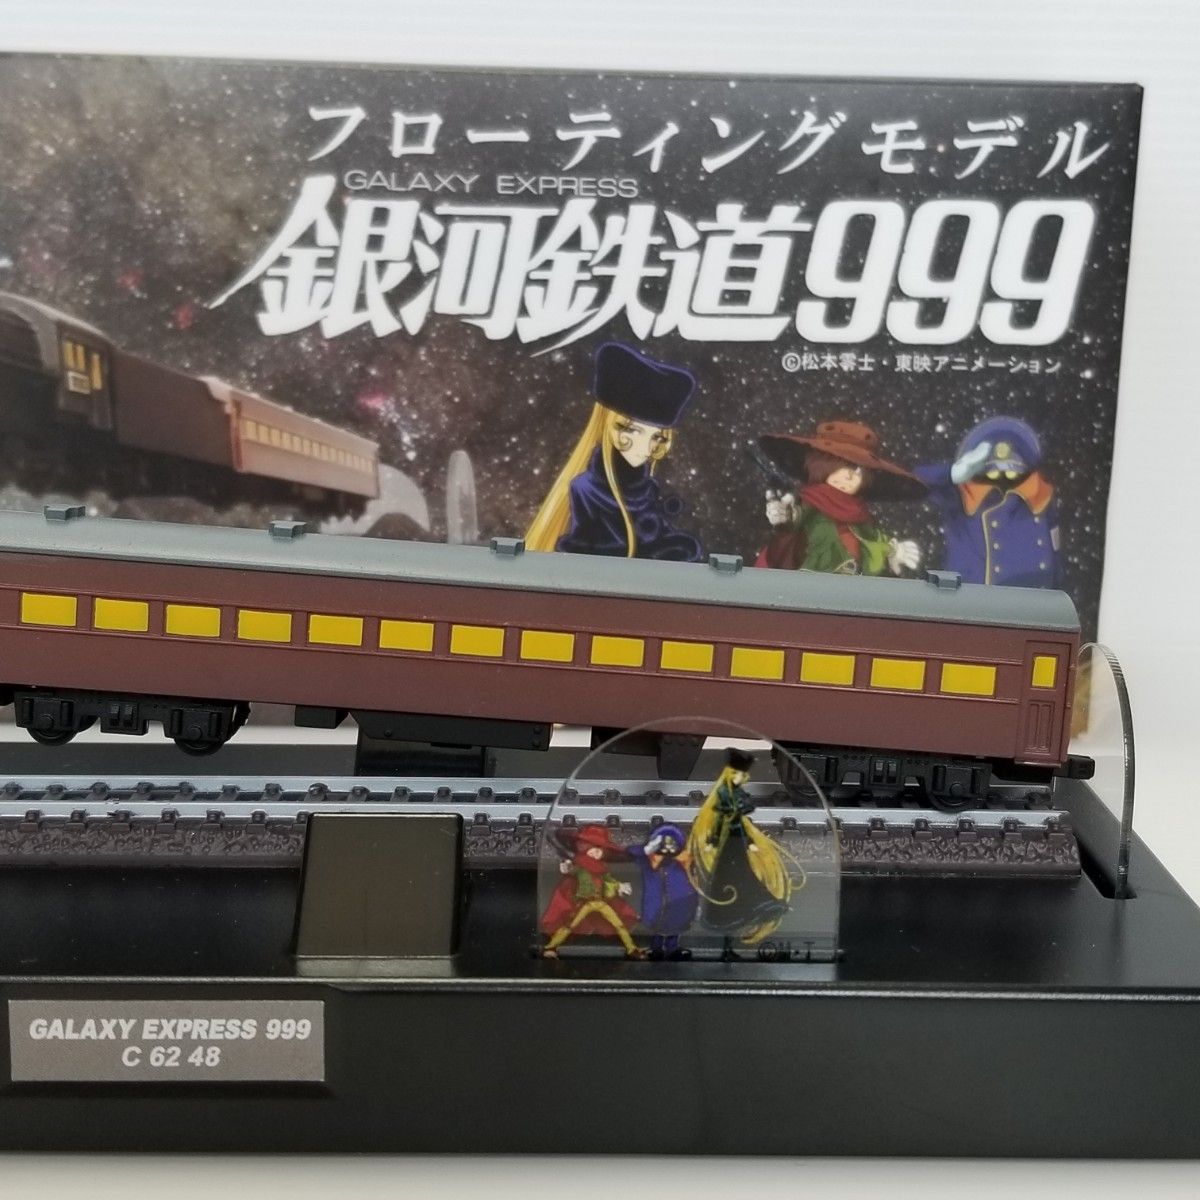 フローティングモデル
GALAXY EXPRESS
銀河鉄道999
©松本零士・東映アニメーション
©M・T
GALAXY EXPRESS 999
C 62 48